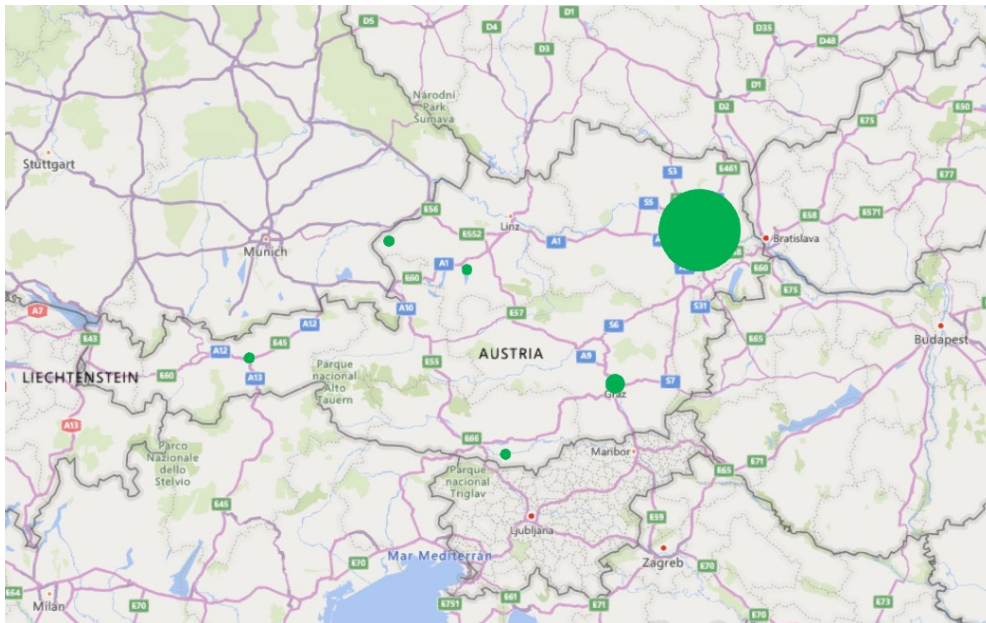 D5
D4
D1
D35
D48
D3
D1
Národní
Park
Šumava
D2
E50
E75
Stuttgart
S3
E461
E77
E56
S5
E58
E571
Linz
E552
A1
Munich
Bratislava
A1
E60
E60
E75
A7
A10
S31
A12
E57
S6
E43
E45
E65
Budapest
A12
AUSTRIA
A9
E55
Parque
nacional
Alto
Tauern
LIECHTENSTEIN
E60
A13
S7
Graz
A13
E66
Maribor
Parco
Nazionale
dello
Stelvio
Parque
nacional
Triglav
E71
E65
E45
E59
Ljubljana
Zagreb
Mar Mediterrán
E70
E70
E64
Milán
E70
E751
E61
E71
E70
E73